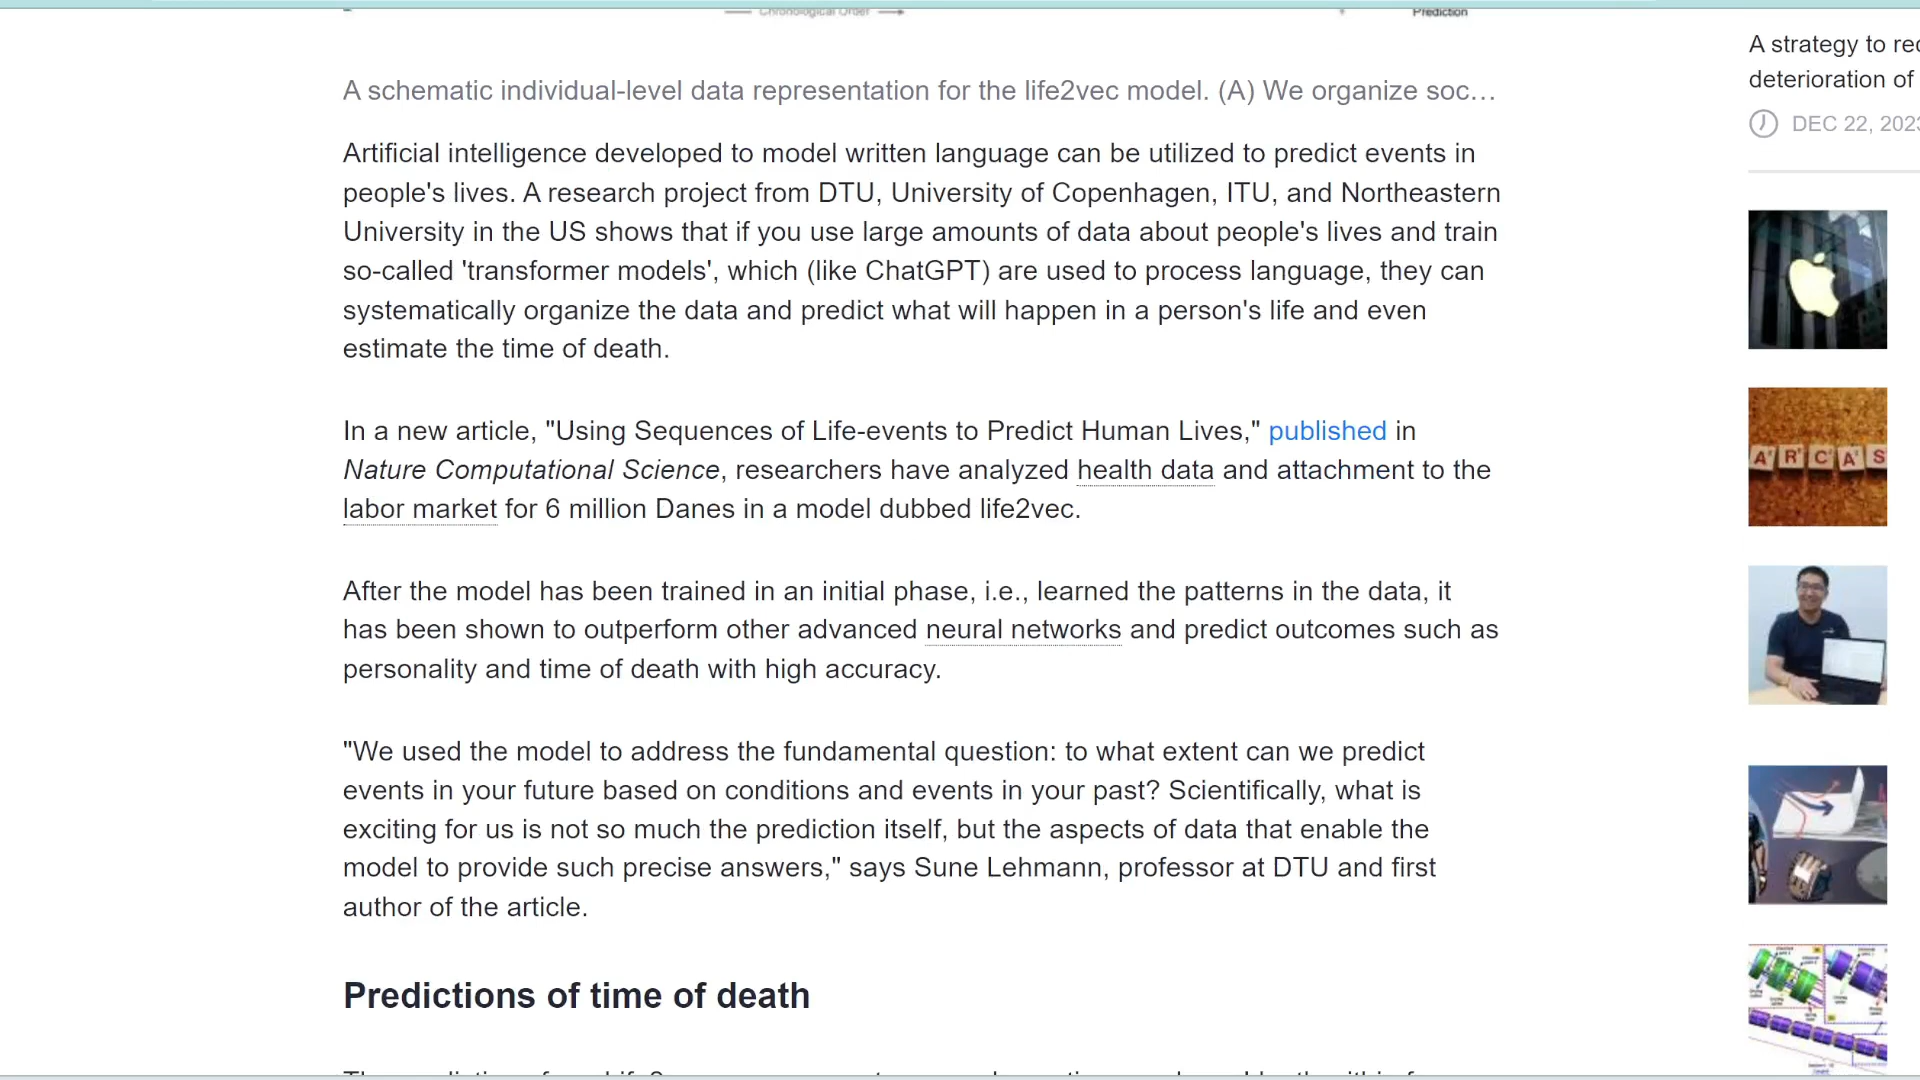 Chronological Order
Prediction
A schematic individual-level data representation for the life2vec model. (A) We organize soc…
Artificial intelligence developed to model written language can be utilized to predict events in
people's lives. A research project from DTU, University of Copenhagen, ITU, and Northeastern
University in the US shows that if you use large amounts of data about people's lives and train
so-called 'transformer models', which (like ChatGPT) are used to process language, they can
systematically organize the data and predict what will happen in a person's life and even
estimate the time of death.
In a new article, "Using Sequences of Life-events to Predict Human Lives," published in
Nature Computational Science, researchers have analyzed health data and attachment to the
labor market for 6 million Danes in a model dubbed life2vec.
After the model has been trained in an initial phase, i.e., learned the patterns in the data, it
has been shown to outperform other advanced neural networks and predict outcomes such as
personality and time of death with high accuracy.
"We used the model to address the fundamental question: to what extent can we predict
events in your future based on conditions and events in your past? Scientifically, what is
exciting for us is not so much the prediction itself, but the aspects of data that enable the
model to provide such precise answers," says Sune Lehmann, professor at DTU and first
author of the article.
Predictions of time of death
A strategy to
deterioration of
DEC 22, 2023
ARCAS